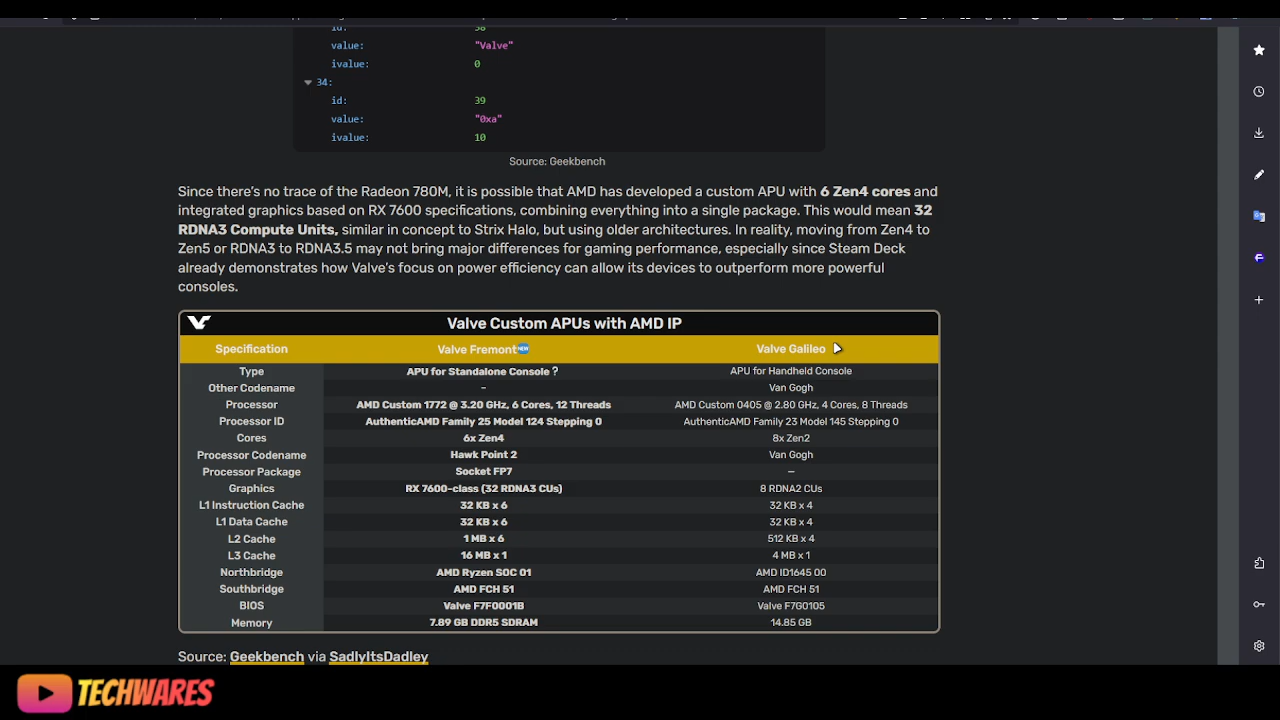 id: 38
value: "Valve"
ivalue: 0
34:
id: 39
value: "0xa"
ivalue: 10
Source: Geekbench
Since there's no trace of the Radeon 780M, it is possible that AMD has developed a custom APU with 6 Zen4 cores and
integrated graphics based on RX 7600 specifications, combining everything into a single package. This would mean 32
RDNA3 Compute Units, similar in concept to Strix Halo, but using older architectures. In reality, moving from Zen4 to
Zen5 or RDNA3 to RDNA3.5 may not bring major differences for gaming performance, especially since Steam Deck
already demonstrates how Valve's focus on power efficiency can allow its devices to outperform more powerful
consoles.
Valve Custom APUs with AMD IP
Specification Valve Fremont NEW Valve Galileo
Type APU for Standalone Console ? APU for Handheld Console
Other Codename – Van Gogh
Processor AMD Custom 1772 @ 3.20 GHz, 6 Cores, 12 Threads AMD Custom 0405 @ 2.80 GHz, 4 Cores, 8 Threads
Processor ID AuthenticAMD Family 25 Model 124 Stepping 0 AuthenticAMD Family 23 Model 145 Stepping 0
Cores 6x Zen4 8x Zen2
Processor Codename Hawk Point 2 Van Gogh
Processor Package Socket FP7 —
Graphics RX 7600-class (32 RDNA3 CUs) 8 RDNA2 CUs
L1 Instruction Cache 32 KB x 6 32 KB x 4
L1 Data Cache 32 KB x 6 32 KB x 4
L2 Cache 1 MB x 6 512 KB x 4
L3 Cache 16 MB x 1 4 MB x 1
Northbridge AMD Ryzen SOC 01 AMD ID1645 00
Southbridge AMD FCH 51 AMD FCH 51
BIOS Valve F7F0001B Valve F7G0105
Memory 7.89 GB DDR5 SDRAM 14.85 GB
Source: Geekbench via SadlyItsDadley
TECHWARES